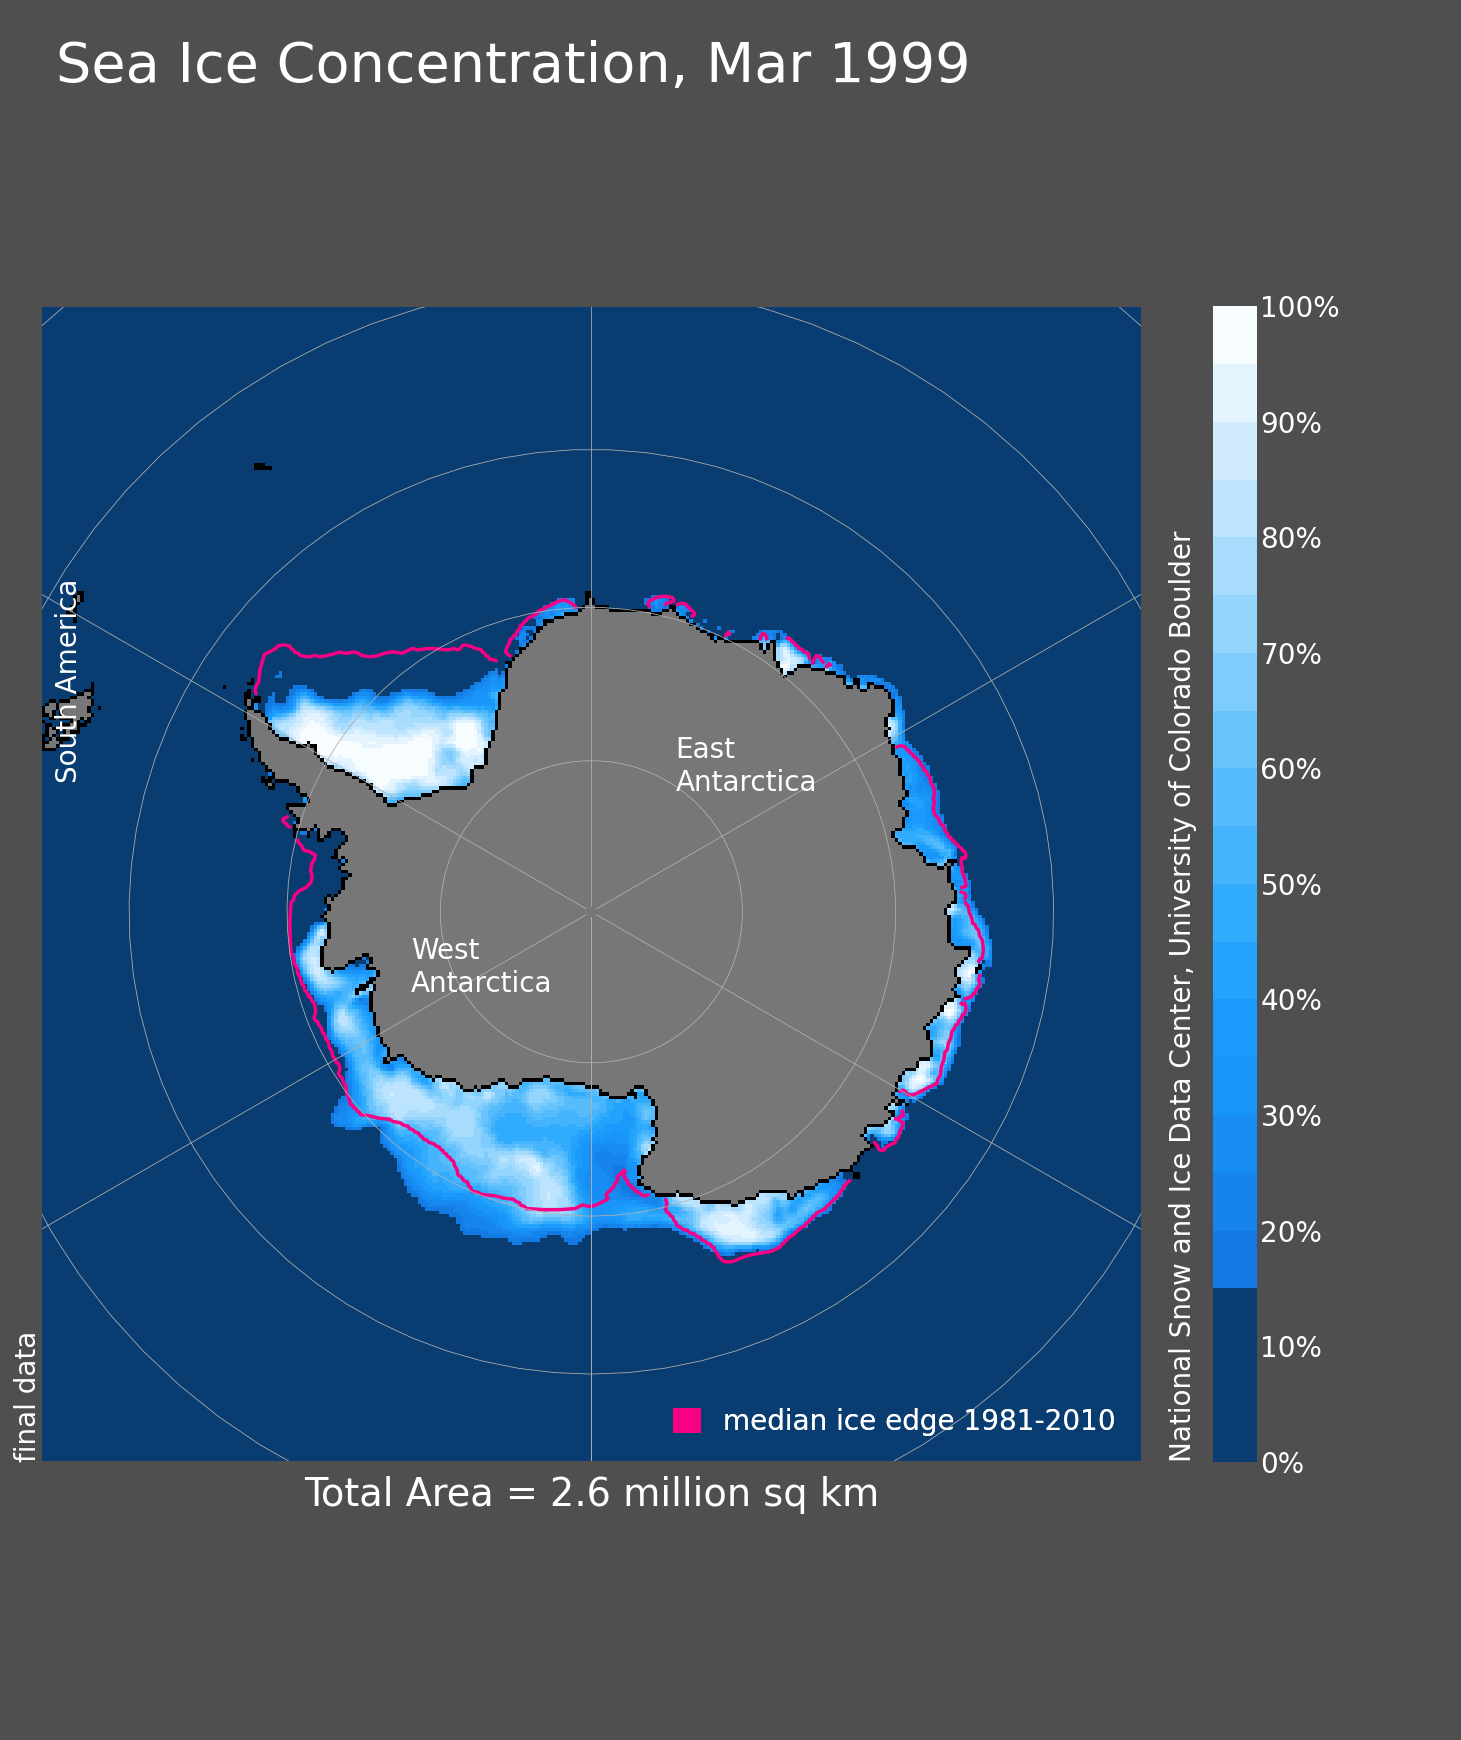 Sea Ice Concentration, Mar 1999
South America
East
Antarctica
West
Antarctica
median ice edge 1981-2010
final data
Total Area = 2.6 million sq km
National Snow and Ice Data Center, University of Colorado Boulder
100%
90%
80%
70%
60%
50%
40%
30%
20%
10%
0%